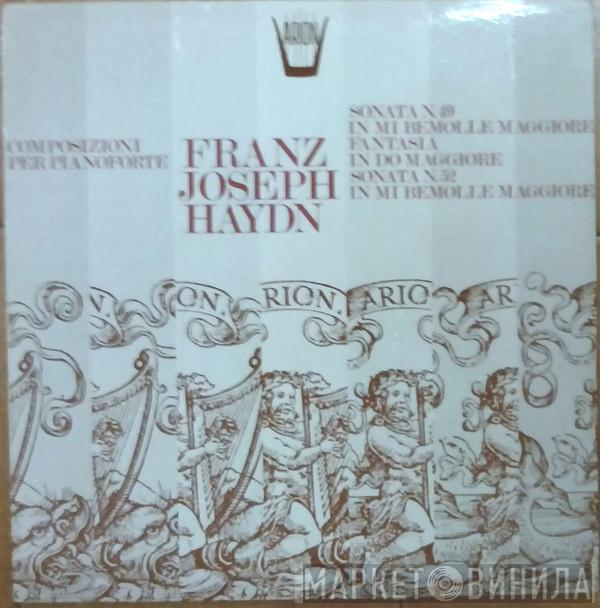 ARION
COMPOSIZIONI
PER PIANOFORTE
FRANZ
JOSEPH
HAYDN
SONATA N. 49
IN MI BEMOLLE MAGGIORE
FANTASIA
IN DO MAGGIORE
SONATA N. 52
IN MI BEMOLLE MAGGIORE
N. ON. RION. ARIO AR
МАРКЕТ ВИНИЛА